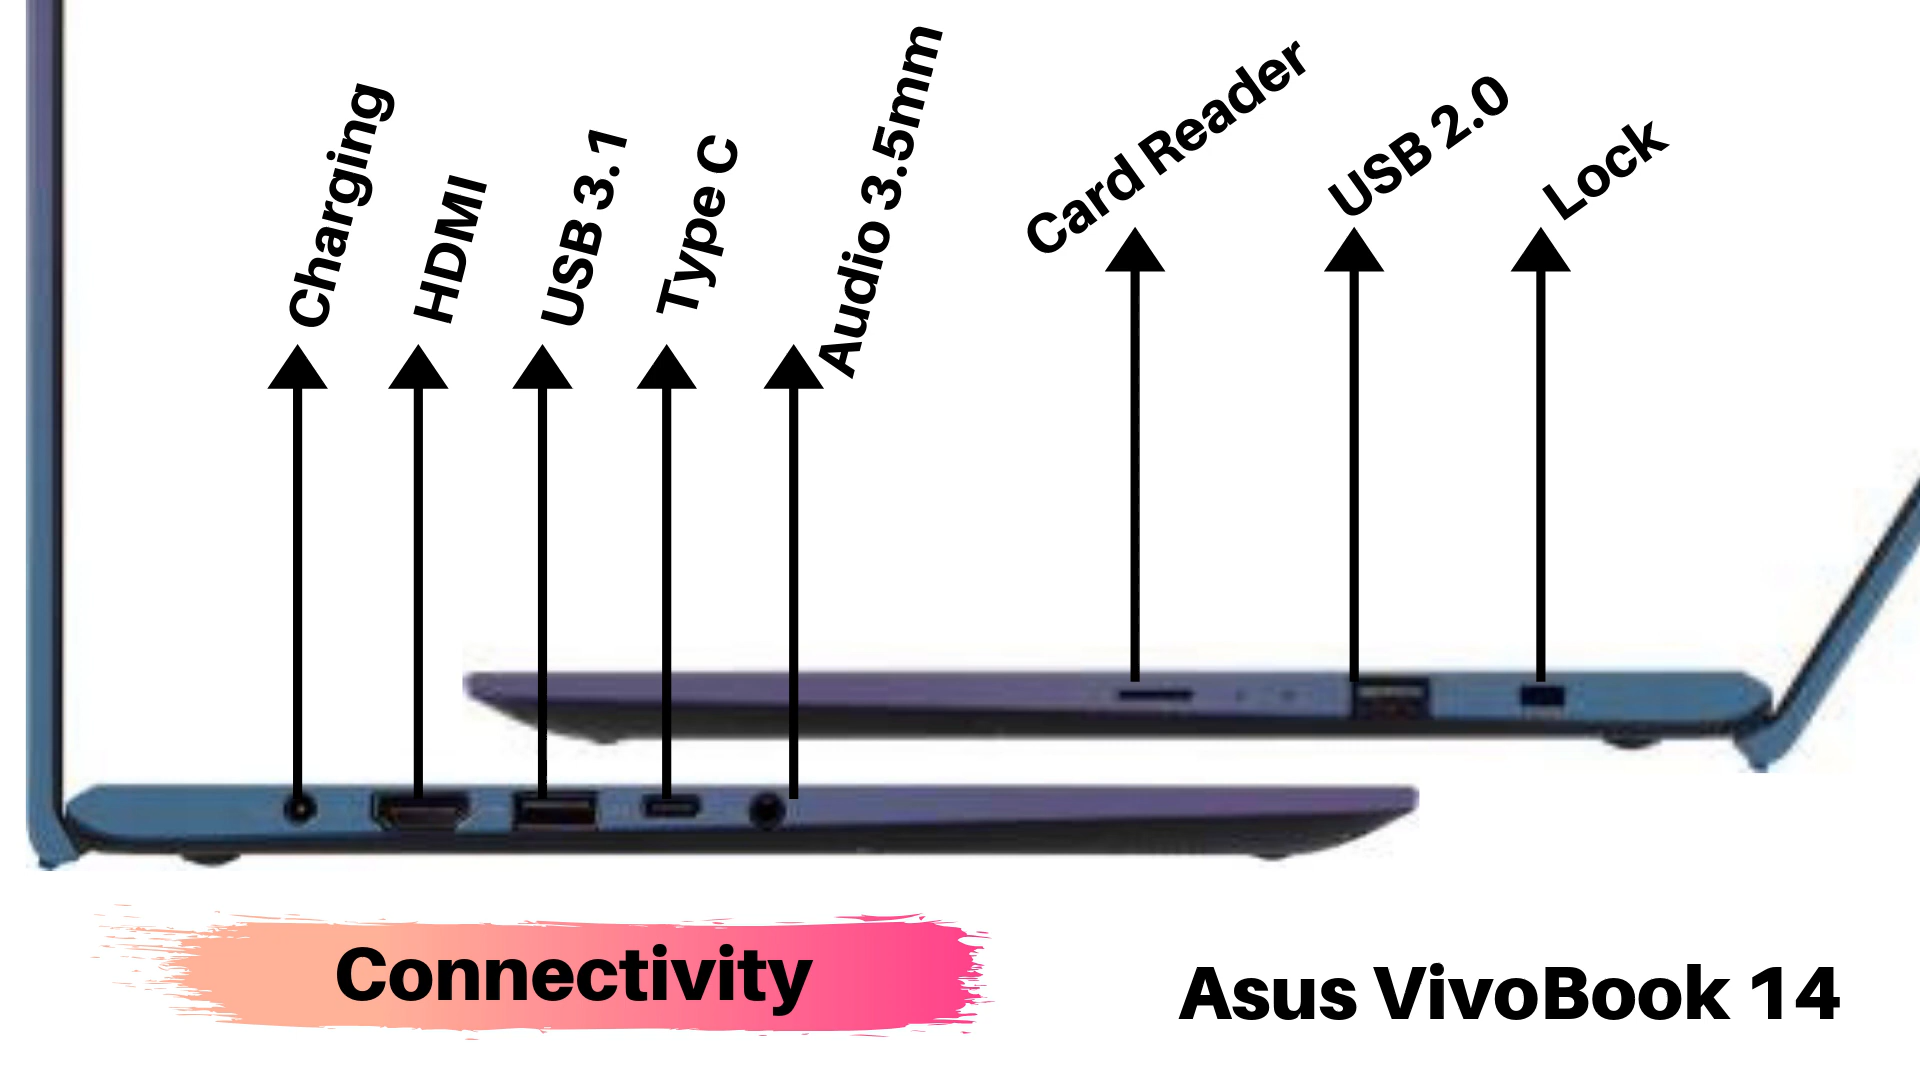 Charging
HDMI
USB 3.1
Type C
Audio 3.5mm
Card Reader
USB 2.0
Lock
Connectivity
Asus VivoBook 14